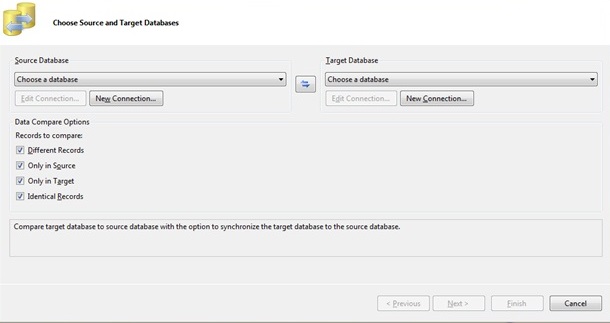 Choose Source and Target Databases
Source Database
Choose a database
Edit Connection...
New Connection...
Target Database
Choose a database
Edit Connection...
New Connection...
Data Compare Options
Records to compare:
Different Records
Only in Source
Only in Target
Identical Records
Compare target database to source database with the option to synchronize the target database to the source database.
< Previous
Next >
Finish
Cancel